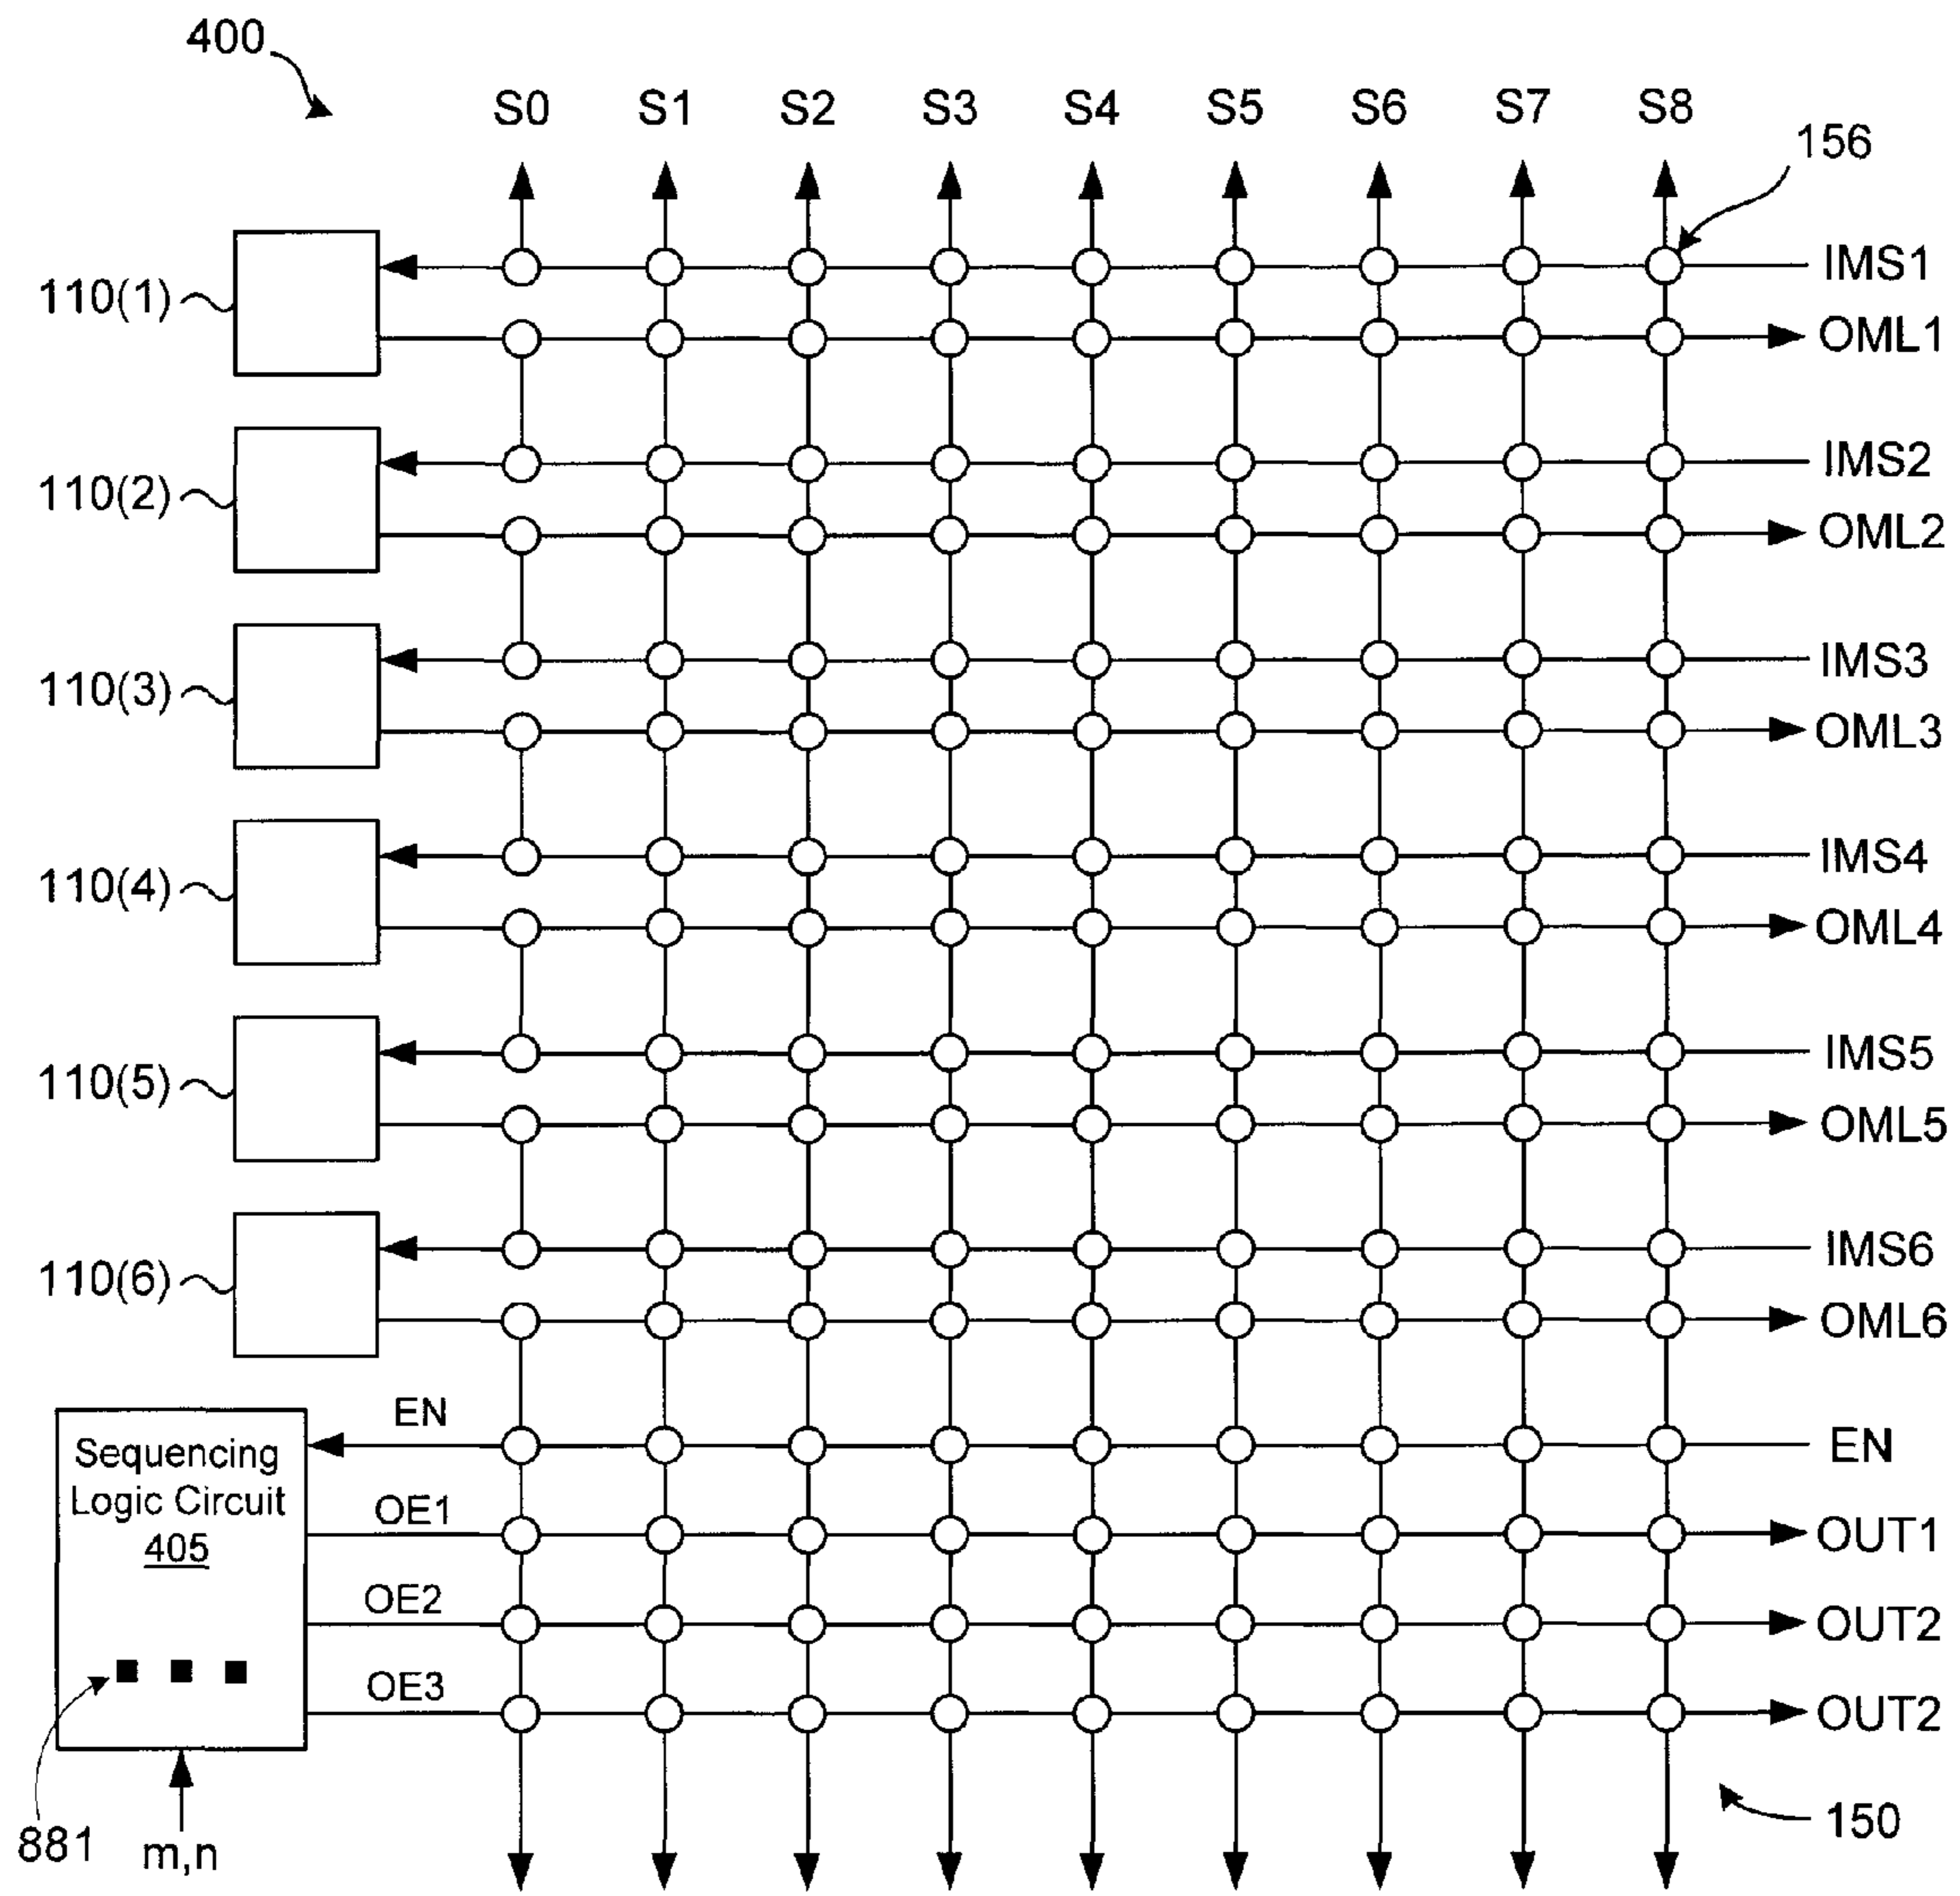 400
S0 S1 S2 S3 S4 S5 S6 S7 S8
156
IMS1
110(1)
OML1
IMS2
110(2)
OML2
IMS3
110(3)
OML3
IMS4
110(4)
OML4
IMS5
110(5)
OML5
IMS6
110(6)
OML6
EN
EN
Sequencing
Logic Circuit
405
OE1
OUT1
OE2
OUT2
OE3
OUT2
881
m,n
150